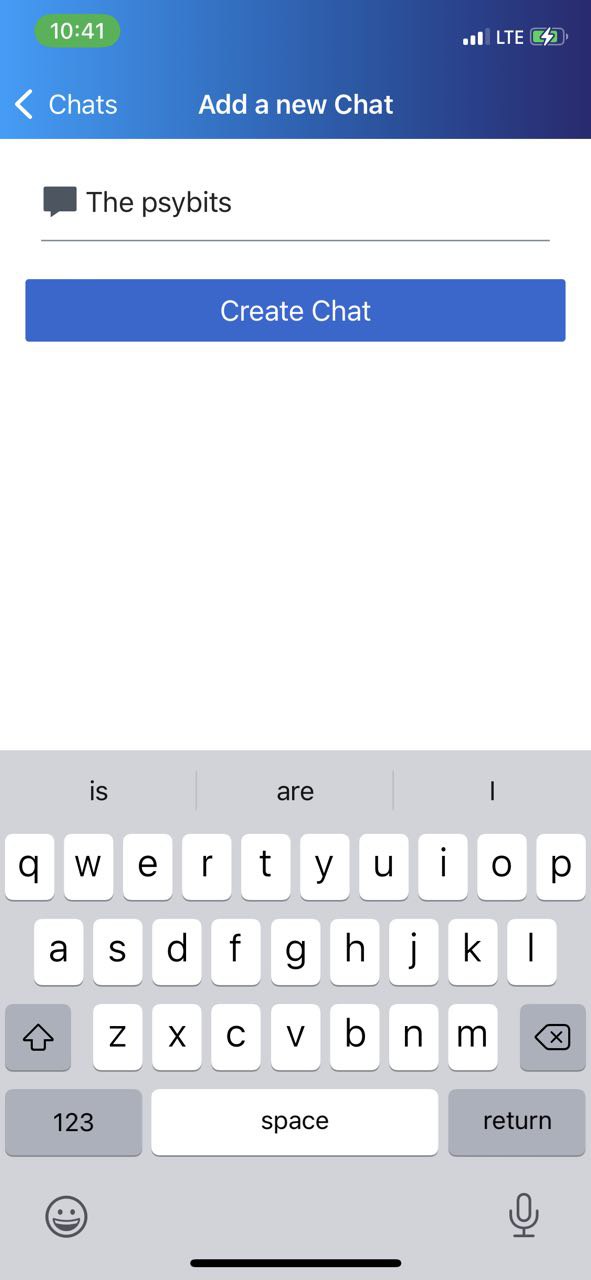 10:41 LTE
Chats Add a new Chat
The psybits
Create Chat
is are I
q w e r t y u i o p
a s d f g h j k l
z x c v b n m
123 space return